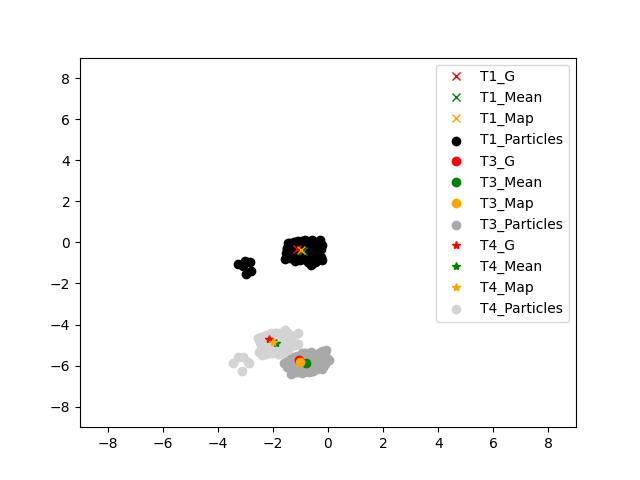 8
6
4
2
0
−2
−4
−6
−8
−8 −6 −4 −2 0 2 4 6 8
T1_G
T1_Mean
T1_Map
T1_Particles
T3_G
T3_Mean
T3_Map
T3_Particles
T4_G
T4_Mean
T4_Map
T4_Particles